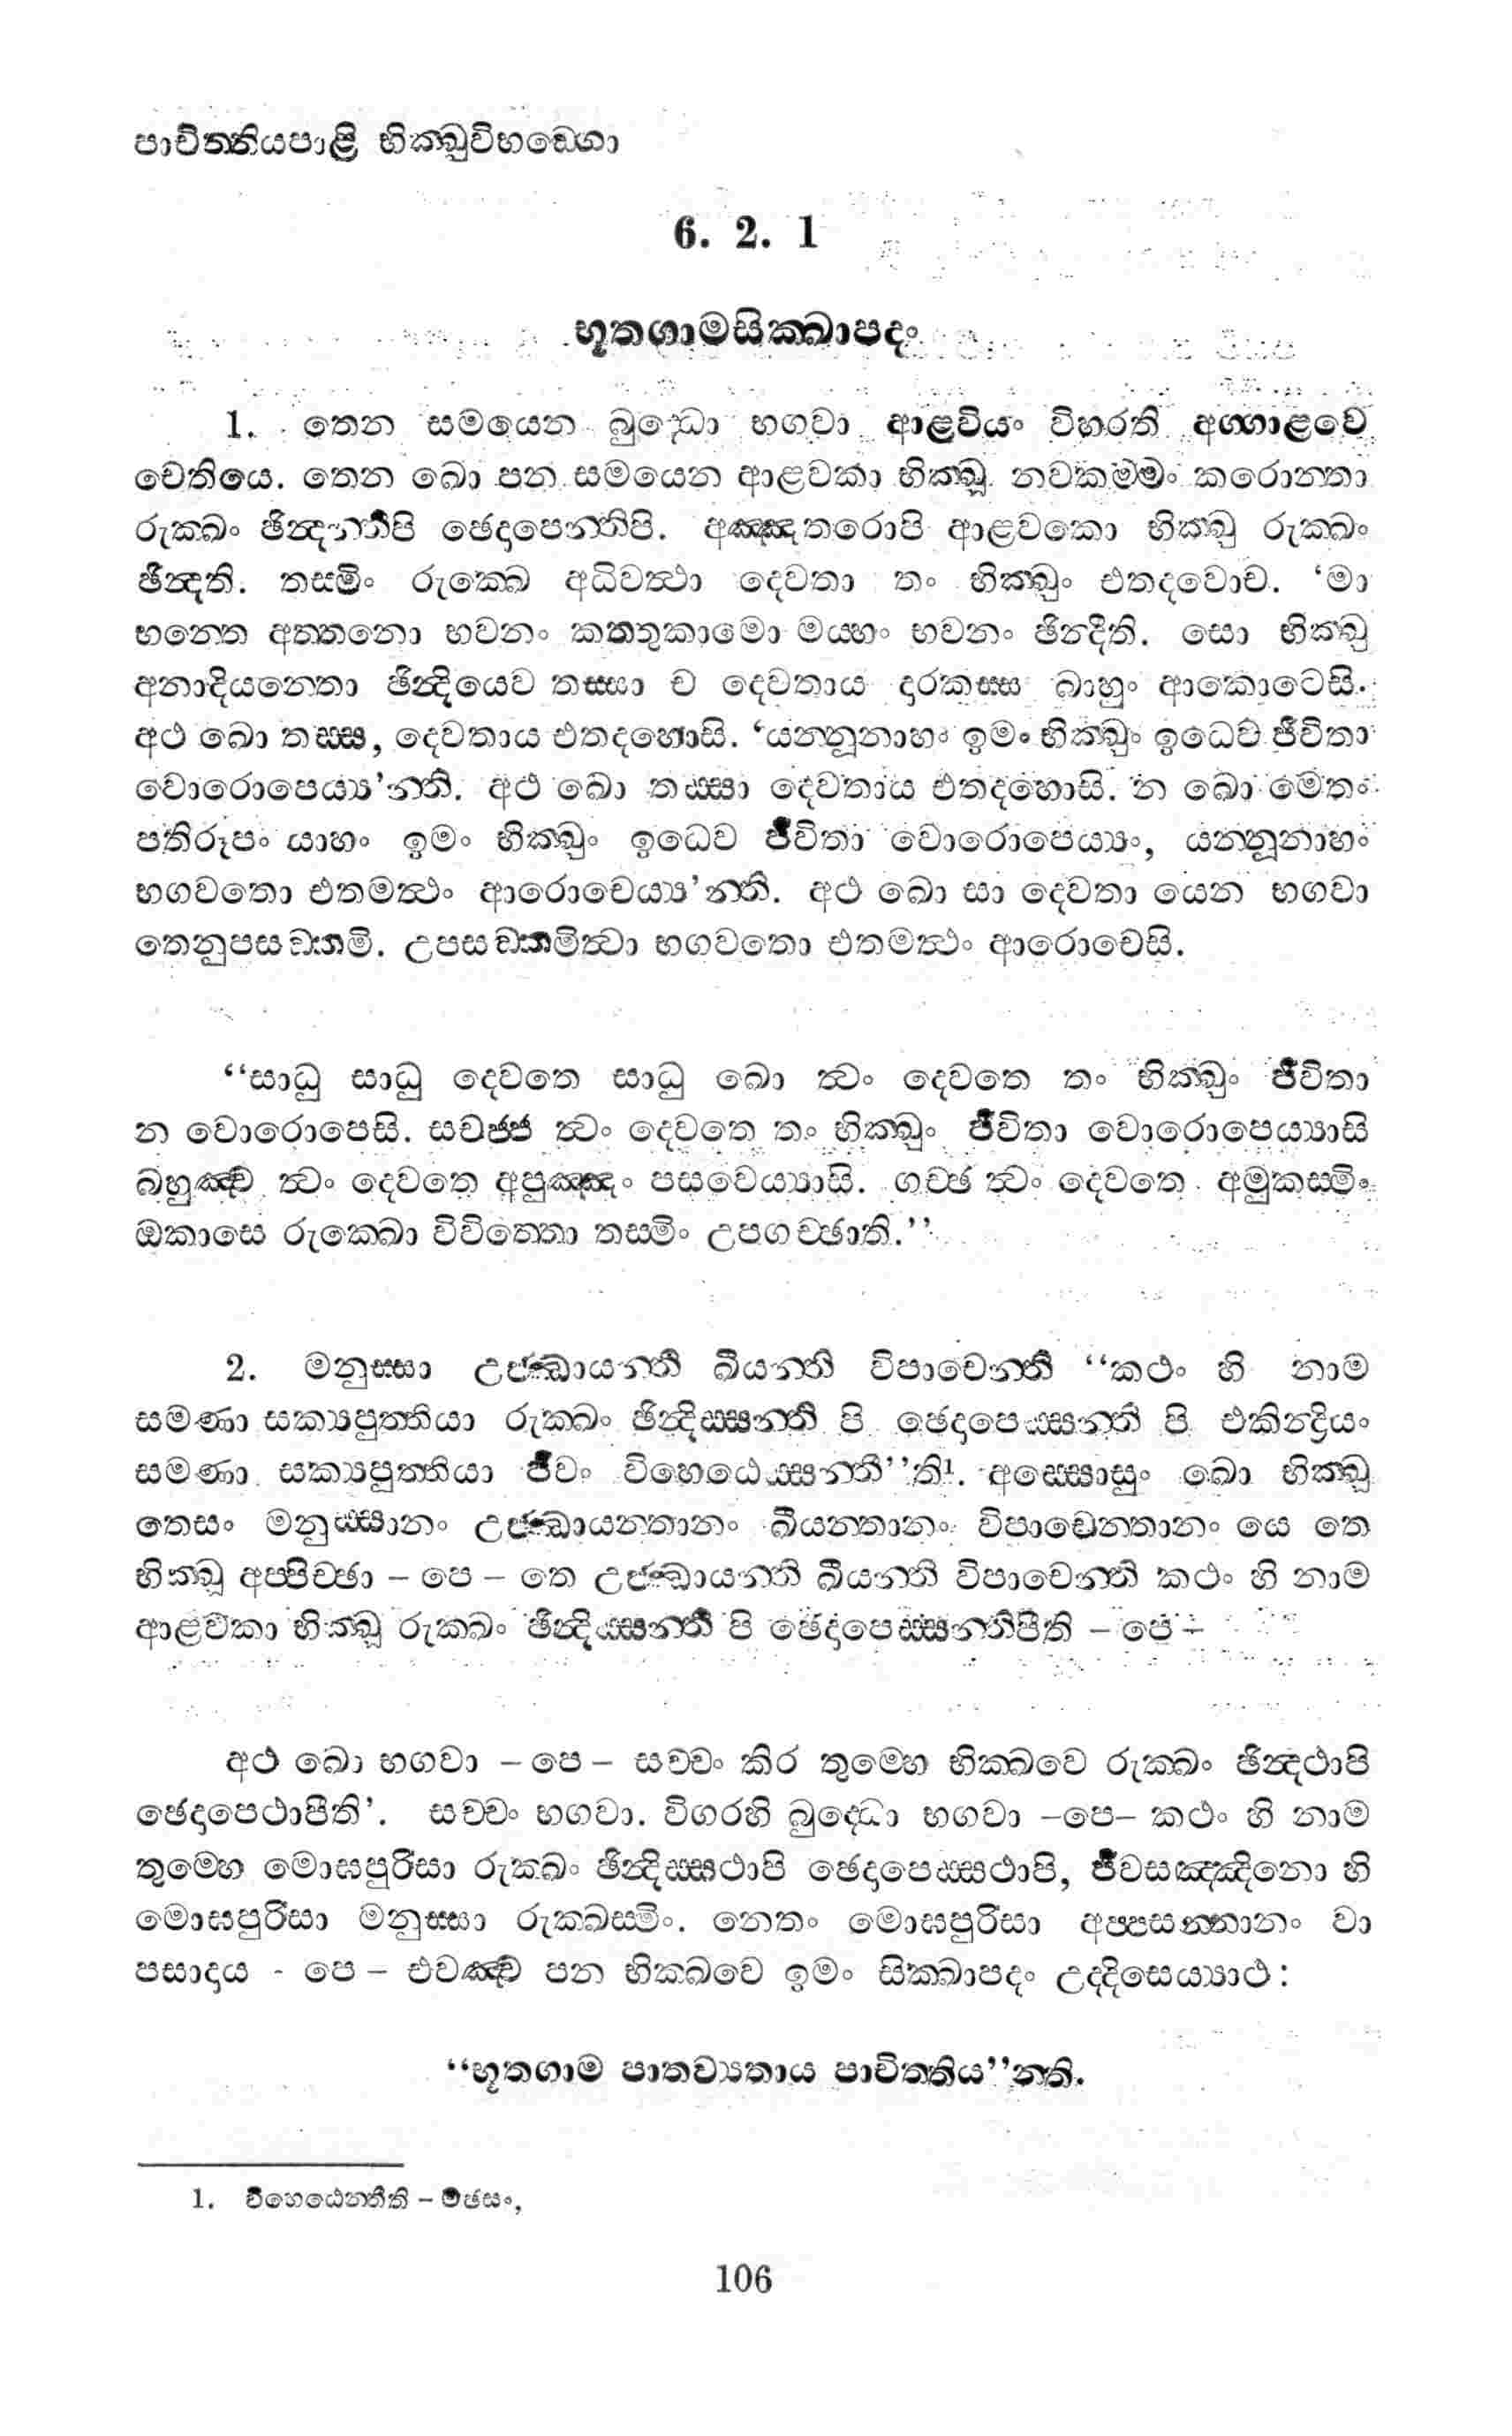 පාචිත්තියපාළි භික්ඛුවිභඞ්ගො
6. 2. 1
භූතගාමසික්ඛාපදං
1. තෙන සමයෙන බුද්ධො භගවා ආළවියං විහරති අග්ගාළවෙ
චෙතියෙ. තෙන ඛො පන සමයෙන ආළවකා භික්ඛූ නවකම්මං කරොන්තා
රුක්ඛං ඡින්දන්තිපි ඡෙදාපෙන්තිපි. අඤ්ඤතරොපි ආළවකො භික්ඛු රුක්ඛං
ඡින්දති. තස්මිං රුක්ඛෙ අධිවත්ථා දෙවතා තං භික්ඛුං එතදවොච. ‘මා
භන්තෙ අත්තනො භවනං කත්තුකාමො මය්හං භවනං ඡින්දීති. සො භික්ඛු
අනාදියන්තො ඡින්දියෙව තස්සා ච දෙවතාය දාරකස්ස බාහුං ආකොටෙසි.
අථ ඛො තස්ස, දෙවතාය එතදහොසි. ‘යන්නූනාහං ඉමං භික්ඛුං ඉධෙව ජීවිතා
වොරොපෙය්‍ය’න්ති. අථ ඛො තස්සා දෙවතාය එතදහොසි. න ඛො මෙතං
පතිරූපං යාහං ඉමං භික්ඛුං ඉධෙව ජීවිතා වොරොපෙය්‍යං, යන්නූනාහං
භගවතො එතමත්ථං ආරොචෙය්‍ය’න්ති. අථ ඛො සා දෙවතා යෙන භගවා
තෙනුපසඞ්කමි. උපසඞ්කමිත්වා භගවතො එතමත්ථං ආරොචෙසි.
‘‘සාධු සාධු දෙවතෙ සාධු ඛො ත්වං දෙවතෙ තං භික්ඛුං ජීවිතා
න වොරොපෙසි. සචජ්ජ ත්වං දෙවතෙ තං භික්ඛුං ජීවිතා වොරොපෙය්‍යාසි
බහුඤ්ච ත්වං දෙවතෙ අපුඤ්ඤං පසවෙය්‍යාසි. ගච්ඡ ත්වං දෙවතෙ අමුකස්මිං
ඔකාසෙ රුක්ඛො විවිත්තො තස්මිං උපගච්ඡාති.’’
2. මනුස්සා උජ්ඣායන්ති ඛීයන්ති විපාචෙන්ති ‘‘කථං හි නාම
සමණා සක්‍යපුත්තියා රුක්ඛං ඡින්දිස්සන්ති පි ඡෙදාපෙස්සන්ති පි එකින්ද්‍රියං
සමණා සක්‍යපුත්තියා ජීවං විහෙඨෙස්සන්තී’’ති¹. අස්සොසුං ඛො භික්ඛූ
තෙසං මනුස්සානං උජ්ඣායන්තානං ඛීයන්තානං විපාචෙන්තානං යෙ තෙ
භික්ඛූ අප්පිච්ඡා – පෙ – තෙ උජ්ඣායන්ති ඛීයන්ති විපාචෙන්ති කථං හි නාම
ආළවකා භික්ඛූ රුක්ඛං ඡින්දිස්සන්ති පි ඡෙදාපෙස්සන්තිපීති – පෙ –
අථ ඛො භගවා – පෙ – සච්චං කිර තුම්හෙ භික්ඛවෙ රුක්ඛං ඡින්දථාපි
ඡෙදාපෙථාපීති’. සච්චං භගවා. විගරහි බුද්ධො භගවා –පෙ– කථං හි නාම
තුම්හෙ මොඝපුරිසා රුක්ඛං ඡින්දිස්සථාපි ඡෙදාපෙස්සථාපි, ජීවසඤ්ඤිනො හි
මොඝපුරිසා මනුස්සා රුක්ඛස්මිං. නෙතං මොඝපුරිසා අප්පසන්නානං වා
පසාදාය - පෙ – එවඤ්ච පන භික්ඛවෙ ඉමං සික්ඛාපදං උද්දිසෙය්‍යාථ :
‘‘භූතගාම පාතව්‍යතාය පාචිත්තිය’’න්ති.
1. විහෙඨෙන්තීති – මඡසං,
106